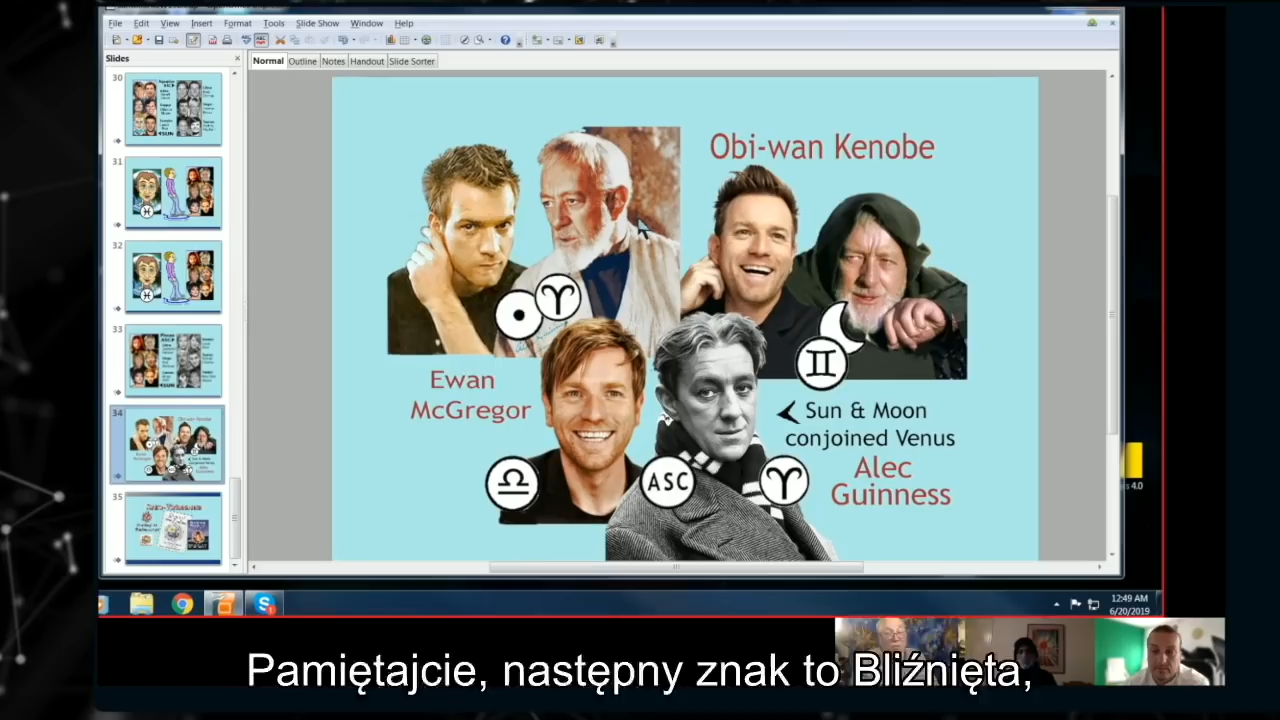 File Edit View Insert Format Tools Slide Show Window Help
Slides
Normal Outline Notes Handout Slide Sorter
30
31
32
33
34
35
Obi-wan Kenobe
Ewan
McGregor
Sun & Moon
conjoined Venus
Alec
Guinness
ASC
12:49 AM
6/20/2019
Pamiętajcie, następny znak to Bliźnięta,